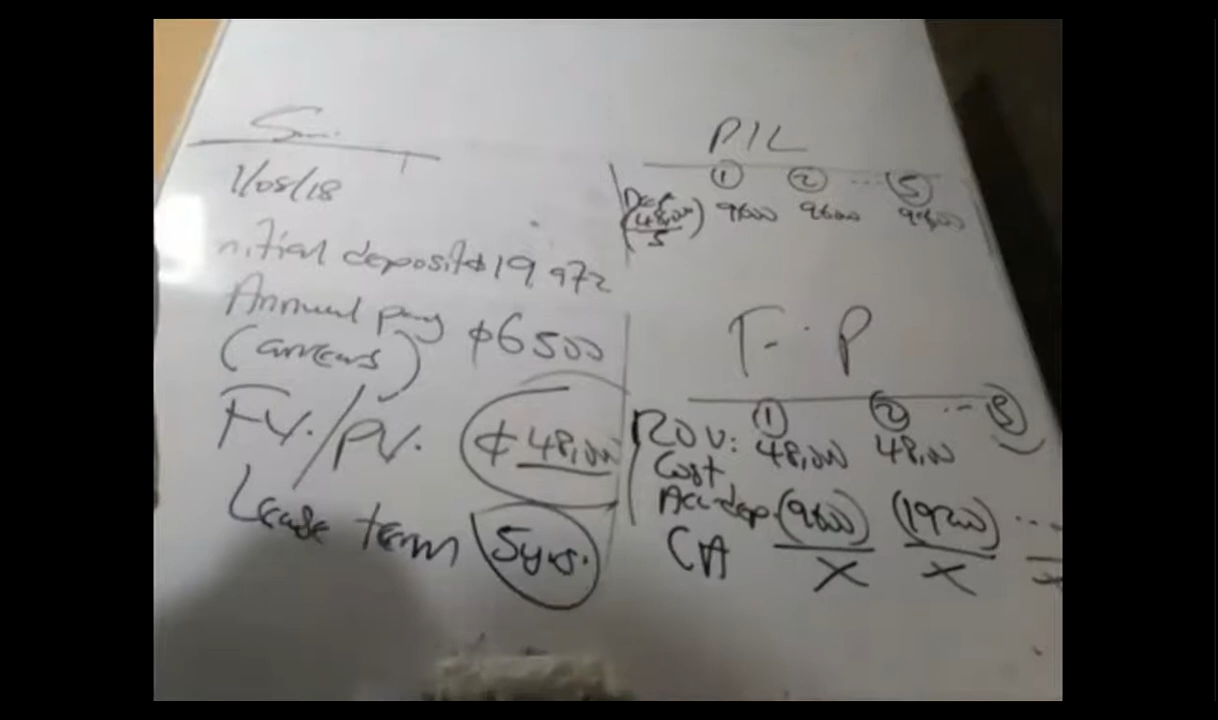 1/05/18
nitial deposit ¢19,972
Annual pay ¢6500
(arrears)
FV./PV. ¢48,000
Lease term 5yrs.
P/L
① ② ... ⑤
(48,000/5) 9600 9600 9600
F.P
① ② ... ⑤
ROU: 48,000 48,000
Cost
Acc dep. (9600) (19200) ...
CA X X X